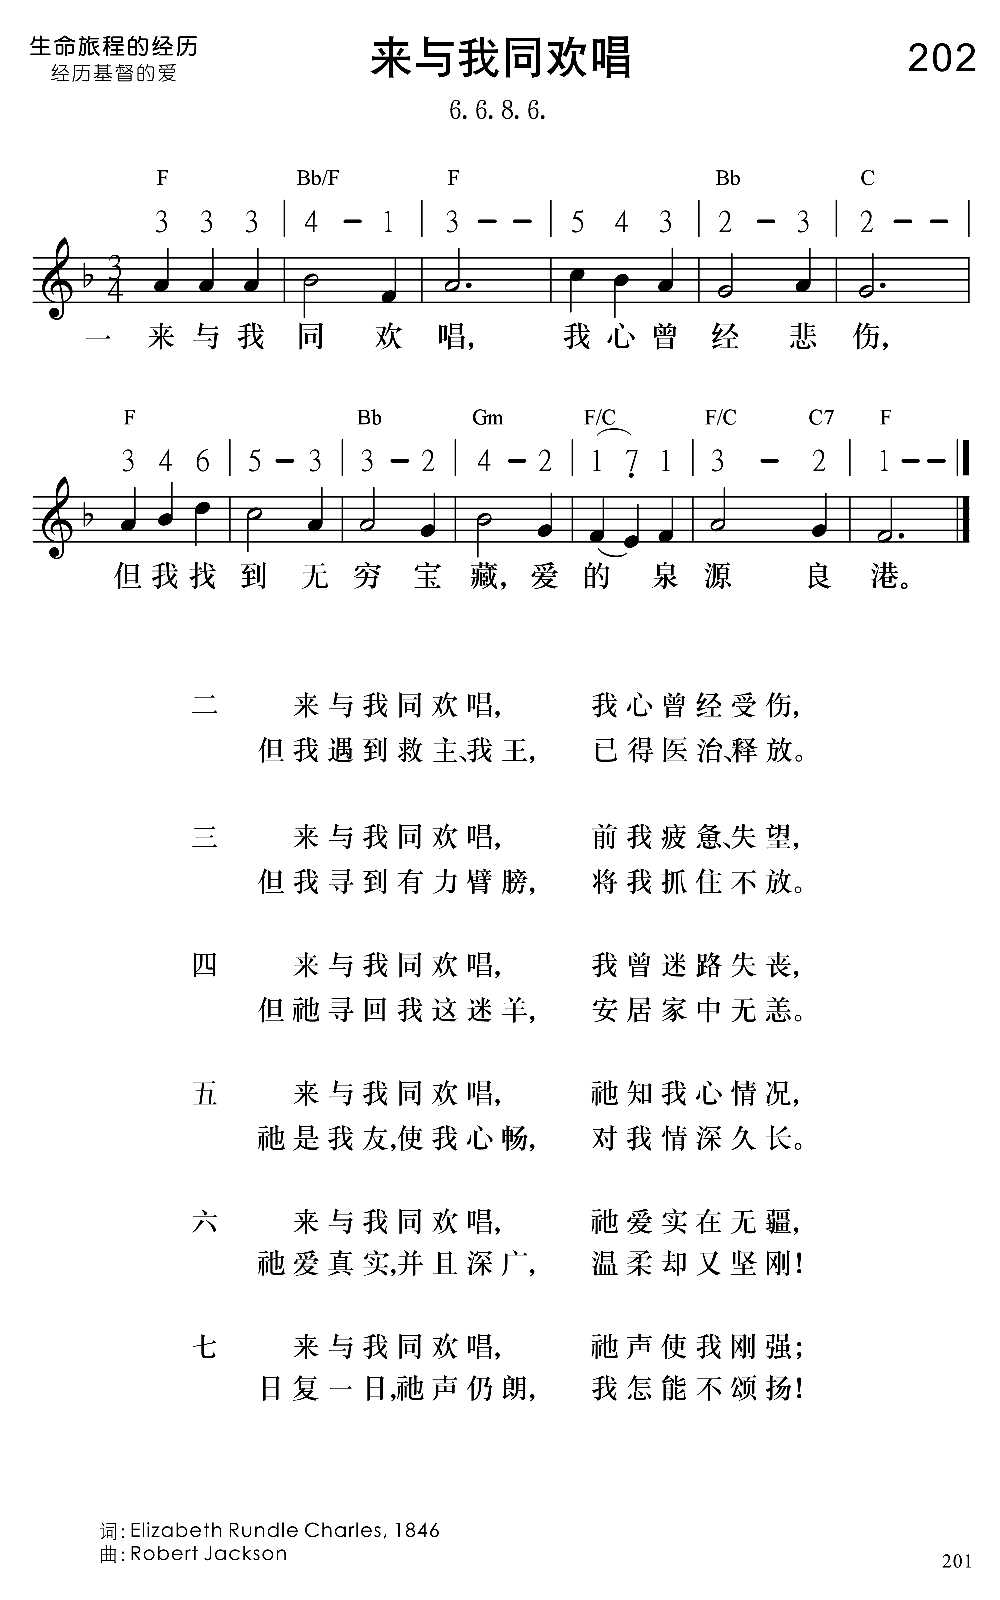 生命旅程的经历
经历基督的爱
来与我同欢唱
202
6. 6. 8. 6.
F Bb/F F Bb C
3 3 3 | 4 - 1 | 3 - - | 5 4 3 | 2 - 3 | 2 - - |
3/4
一 来与我同欢唱, 我心曾经悲伤,
F Bb Gm F/C F/C C7 F
3 4 6 | 5 - 3 | 3 - 2 | 4 - 2 | 1 7̣ 1 | 3 - 2 | 1 - - ‖
但我找到无穷宝藏, 爱的泉源良港。
二 来与我同欢唱, 我心曾经受伤,
但我遇到救主、我王, 已得医治、释放。
三 来与我同欢唱, 前我疲惫、失望,
但我寻到有力臂膀, 将我抓住不放。
四 来与我同欢唱, 我曾迷路失丧,
但祂寻回我这迷羊, 安居家中无恙。
五 来与我同欢唱, 祂知我心情况,
祂是我友,使我心畅, 对我情深久长。
六 来与我同欢唱, 祂爱实在无疆,
祂爱真实,并且深广, 温柔却又坚刚!
七 来与我同欢唱, 祂声使我刚强;
日复一日,祂声仍朗, 我怎能不颂扬!
词: Elizabeth Rundle Charles, 1846
曲: Robert Jackson
201